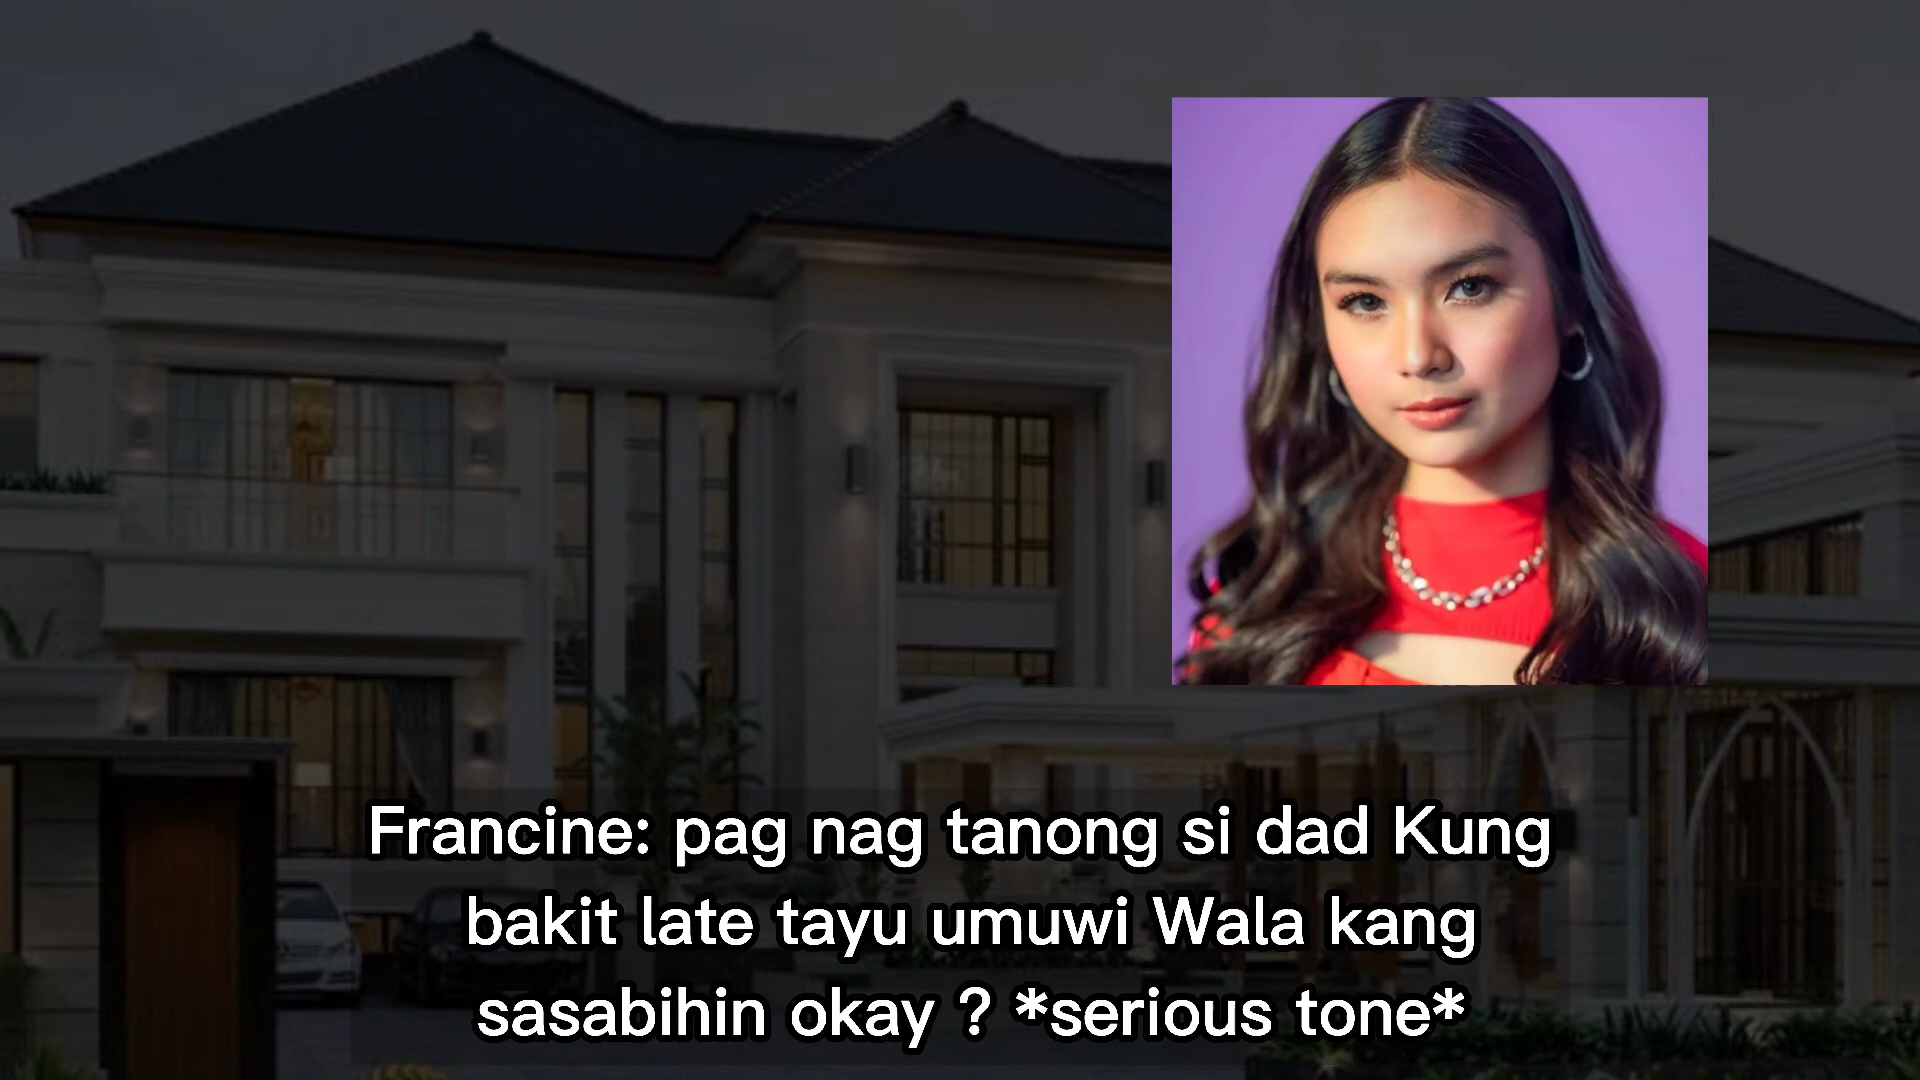 Francine: pag nag tanong si dad Kung
bakit late tayu umuwi Wala kang
sasabihin okay ? *serious tone*